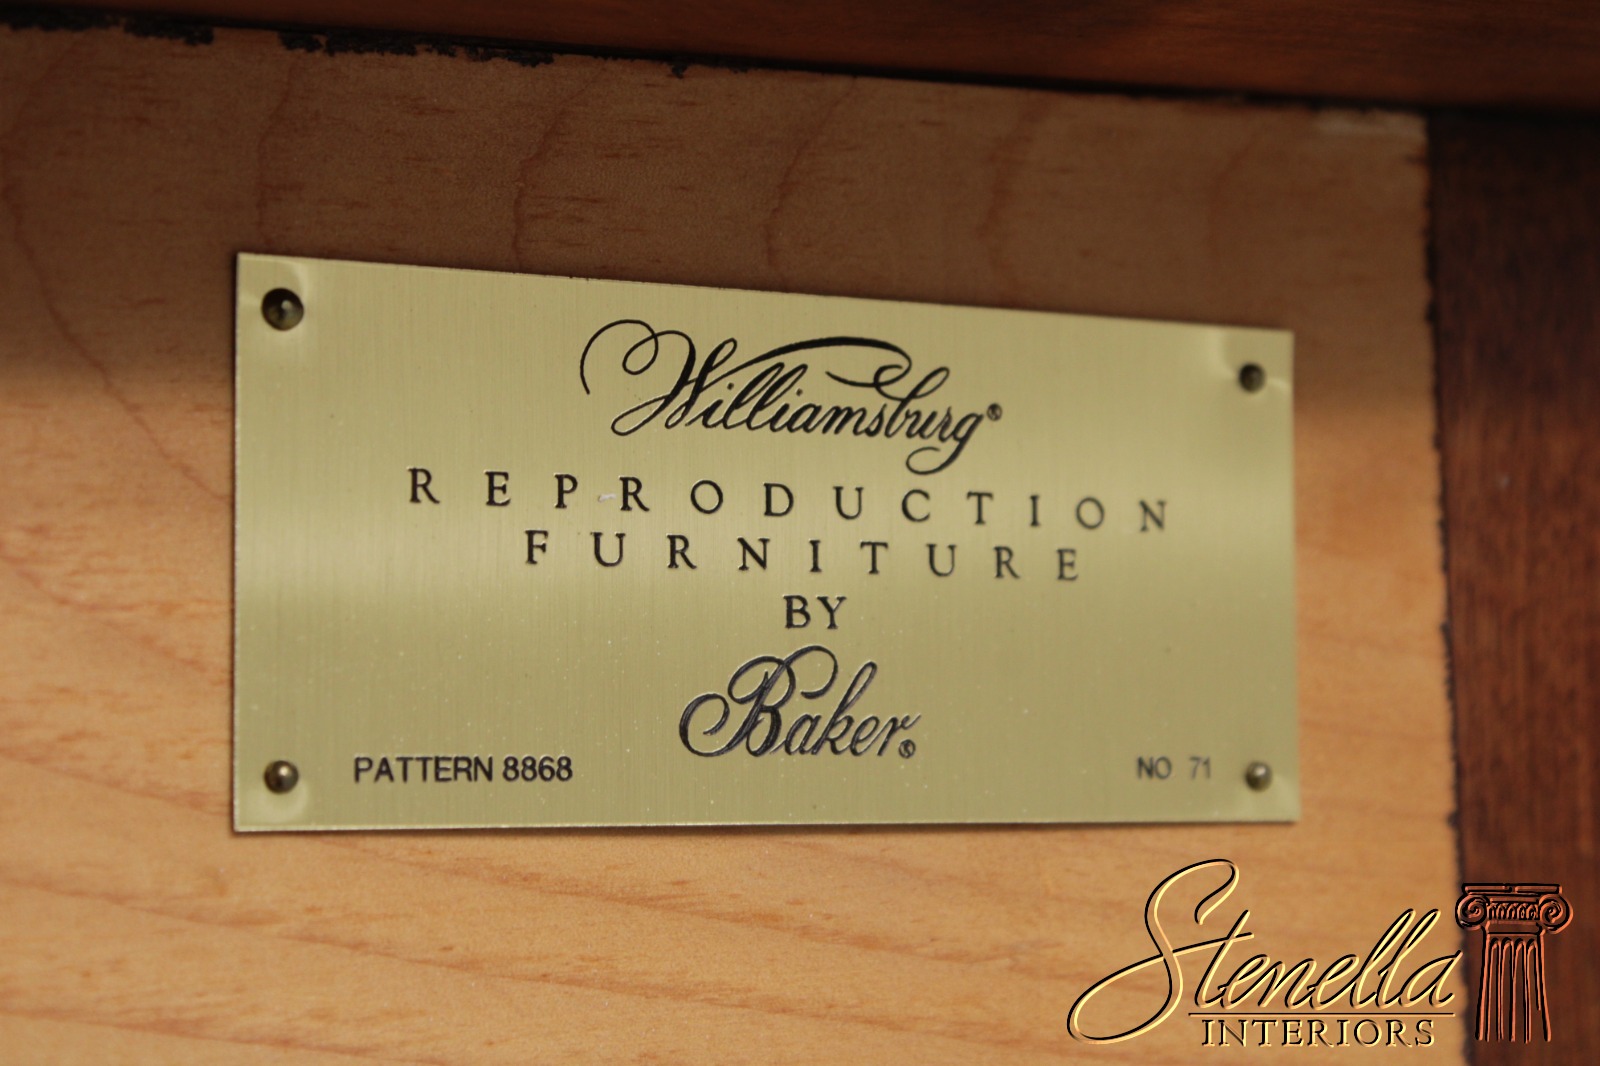 Williamsburg®
REPRODUCTION
FURNITURE
BY
Baker®
PATTERN 8868
NO 71
Stenella
INTERIORS